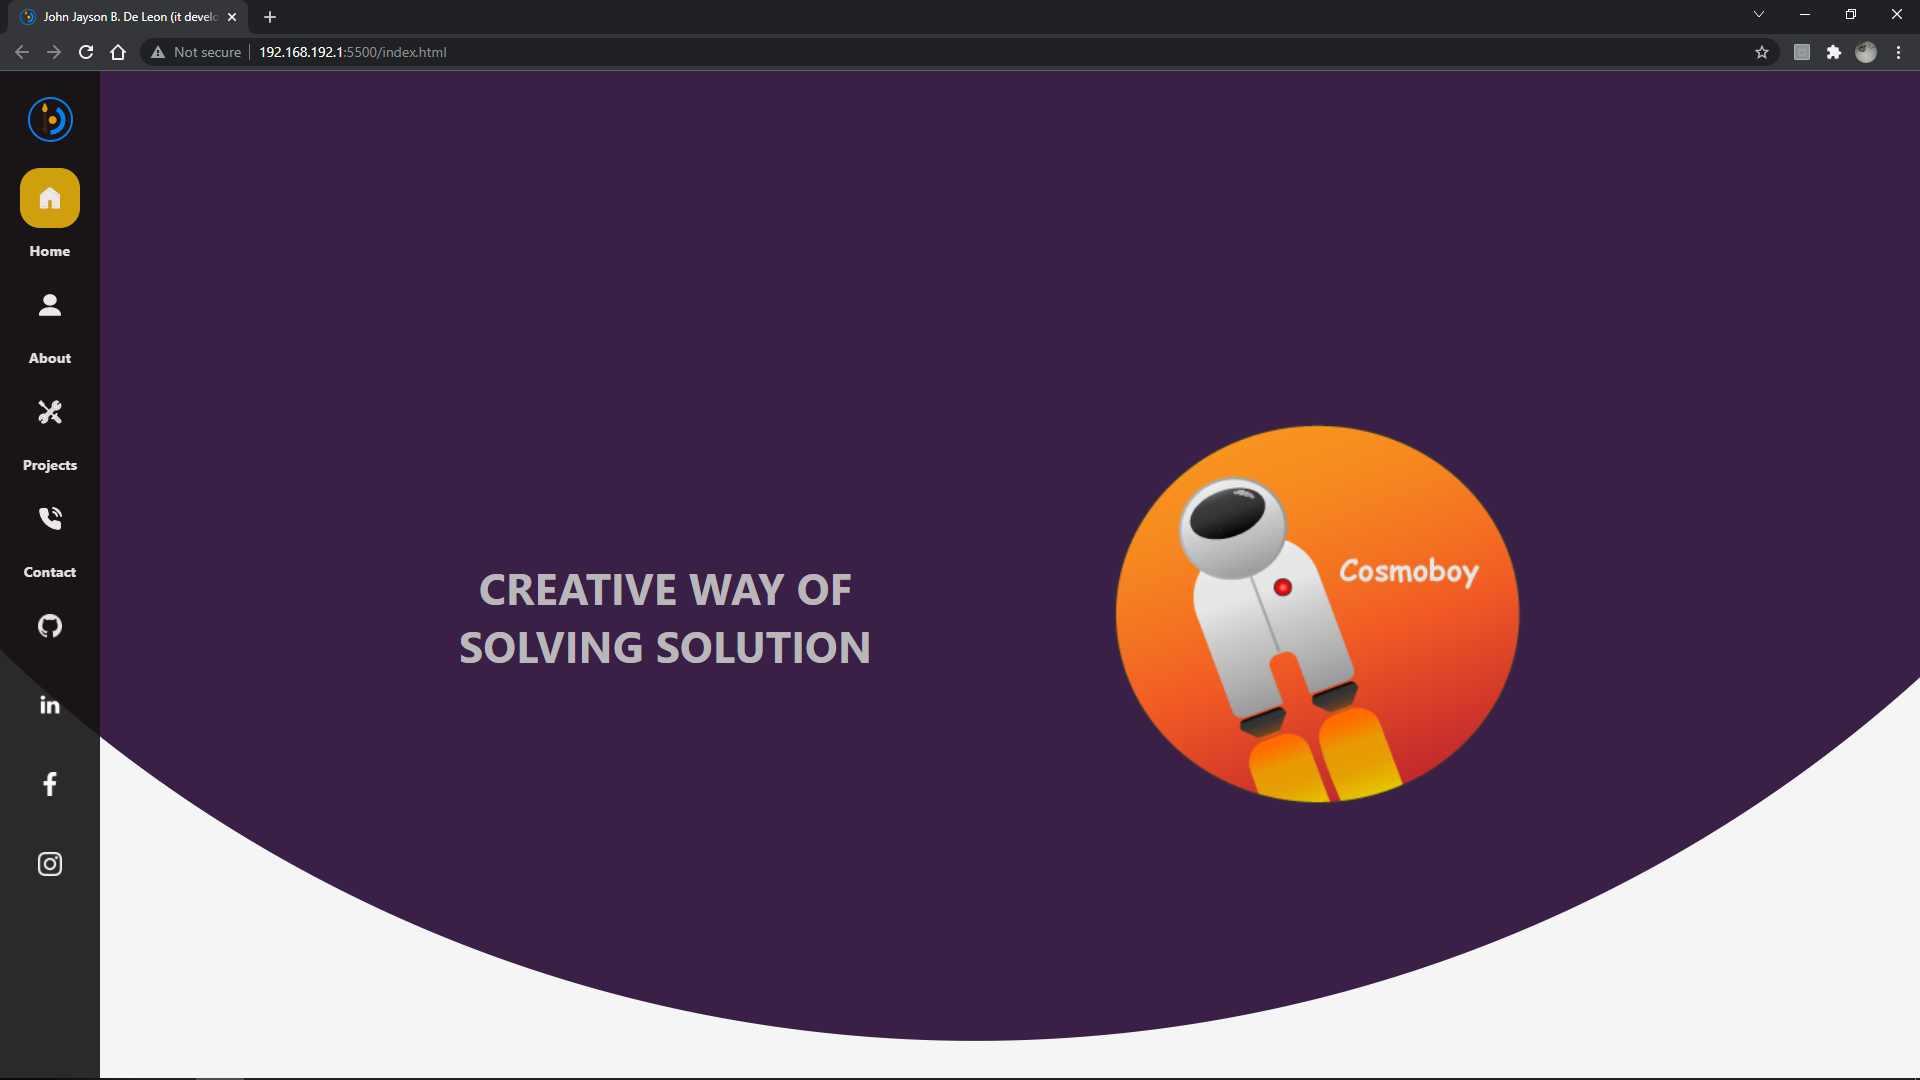 John Jayson B. De Leon (it develo
Not secure
192.168.192.1:5500/index.html
Home
About
Projects
Contact
in
CREATIVE WAY OF
SOLVING SOLUTION
Cosmoboy